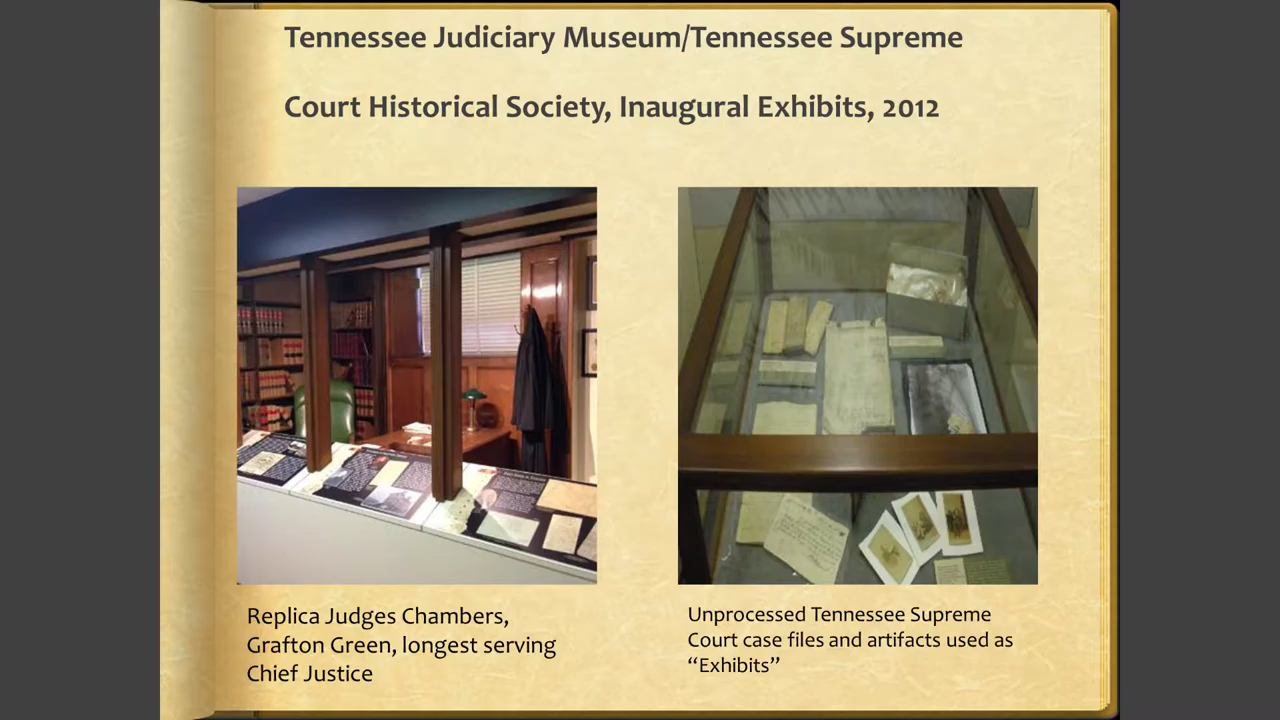 Tennessee Judiciary Museum/Tennessee Supreme
Court Historical Society, Inaugural Exhibits, 2012
Replica Judges Chambers,
Grafton Green, longest serving
Chief Justice
Unprocessed Tennessee Supreme
Court case files and artifacts used as
“Exhibits”